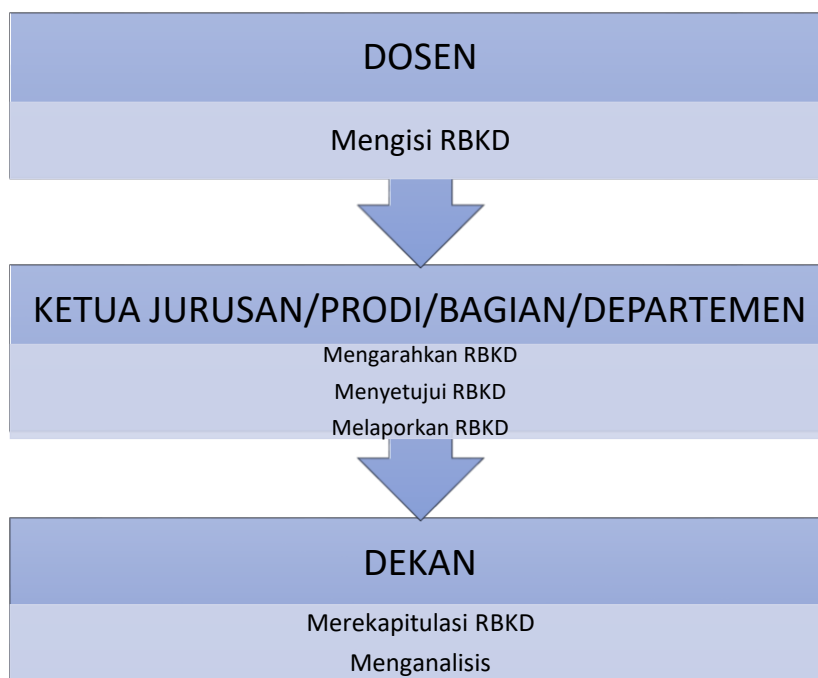 DOSEN
Mengisi RBKD
KETUA JURUSAN/PRODI/BAGIAN/DEPARTEMEN
Mengarahkan RBKD
Menyetujui RBKD
Melaporkan RBKD
DEKAN
Merekapitulasi RBKD
Menganalisis